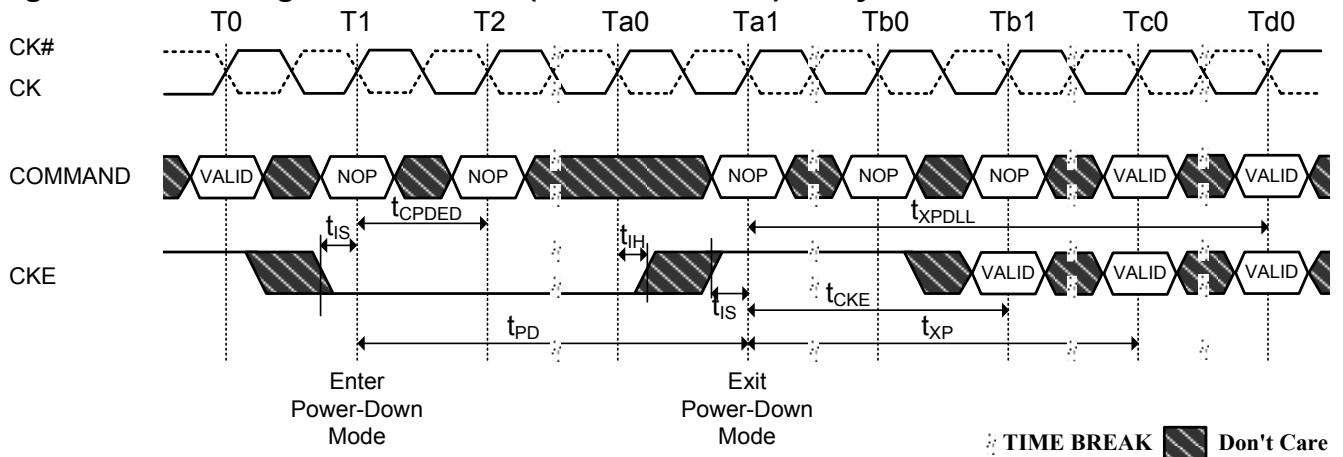 T0 T1 T2 Ta0 Ta1 Tb0 Tb1 Tc0 Td0
CK#
CK
COMMAND
VALID NOP NOP NOP NOP NOP VALID VALID
tCPDED
tXPDLL
tIS
tIH
CKE
VALID VALID VALID
tIS
tCKE
tPD
tXP
Enter
Power-Down
Mode
Exit
Power-Down
Mode
TIME BREAK
Don't Care